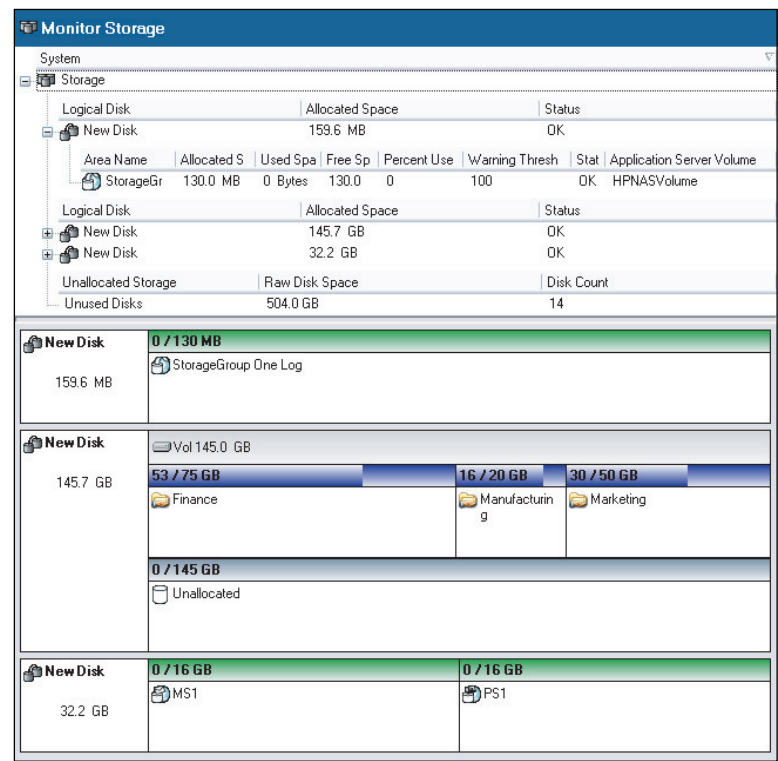 Monitor Storage
System
Storage
Logical Disk Allocated Space Status
New Disk 159.6 MB OK
Area Name Allocated S Used Spa Free Sp Percent Use Warning Thresh Stat Application Server Volume
StorageGr 130.0 MB 0 Bytes 130.0 0 100 OK HPNASVolume
Logical Disk Allocated Space Status
New Disk 145.7 GB OK
New Disk 32.2 GB OK
Unallocated Storage Raw Disk Space Disk Count
Unused Disks 504.0 GB 14
New Disk 0 / 130 MB
StorageGroup One Log
159.6 MB
New Disk Vol 145.0 GB
145.7 GB 53 / 75 GB 16 / 20 GB 30 / 50 GB
Finance Manufacturin Marketing
g
0 / 145 GB
Unallocated
New Disk 0 / 16 GB 0 / 16 GB
MS1 PS1
32.2 GB